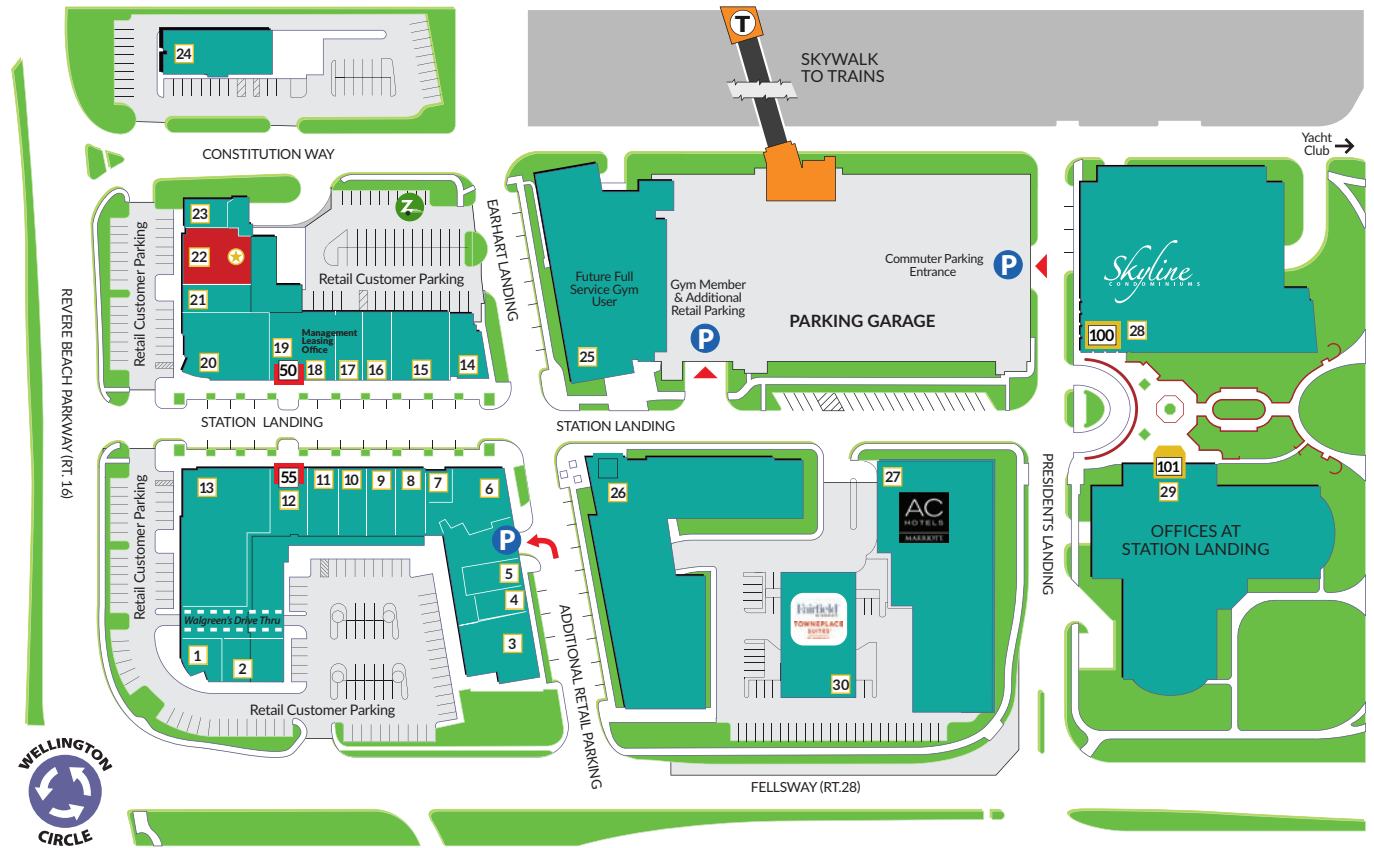 24
T
SKYWALK
TO TRAINS
Yacht
Club
CONSTITUTION WAY
REVERE BEACH PARKWAY (RT. 16)
Retail Customer Parking
23
22
21
20
19
Management
Leasing
Office
50
18
17
16
15
14
Z
Retail Customer Parking
EARHART LANDING
Future Full
Service Gym
User
25
Gym Member
& Additional
Retail Parking
P
Commuter Parking
Entrance
P
PARKING GARAGE
Skyline
CONDOMINIUMS
100
28
STATION LANDING
STATION LANDING
Retail Customer Parking
13
55
12
11
10
9
8
7
6
P
5
4
3
Walgreen's Drive Thru
1
2
Retail Customer Parking
ADDITIONAL RETAIL PARKING
26
27
AC
HOTELS
MARRIOTT
Fairfield
TOWNEPLACE
SUITES
30
PRESIDENTS LANDING
101
29
OFFICES AT
STATION LANDING
WELLINGTON
CIRCLE
FELLSWAY (RT.28)